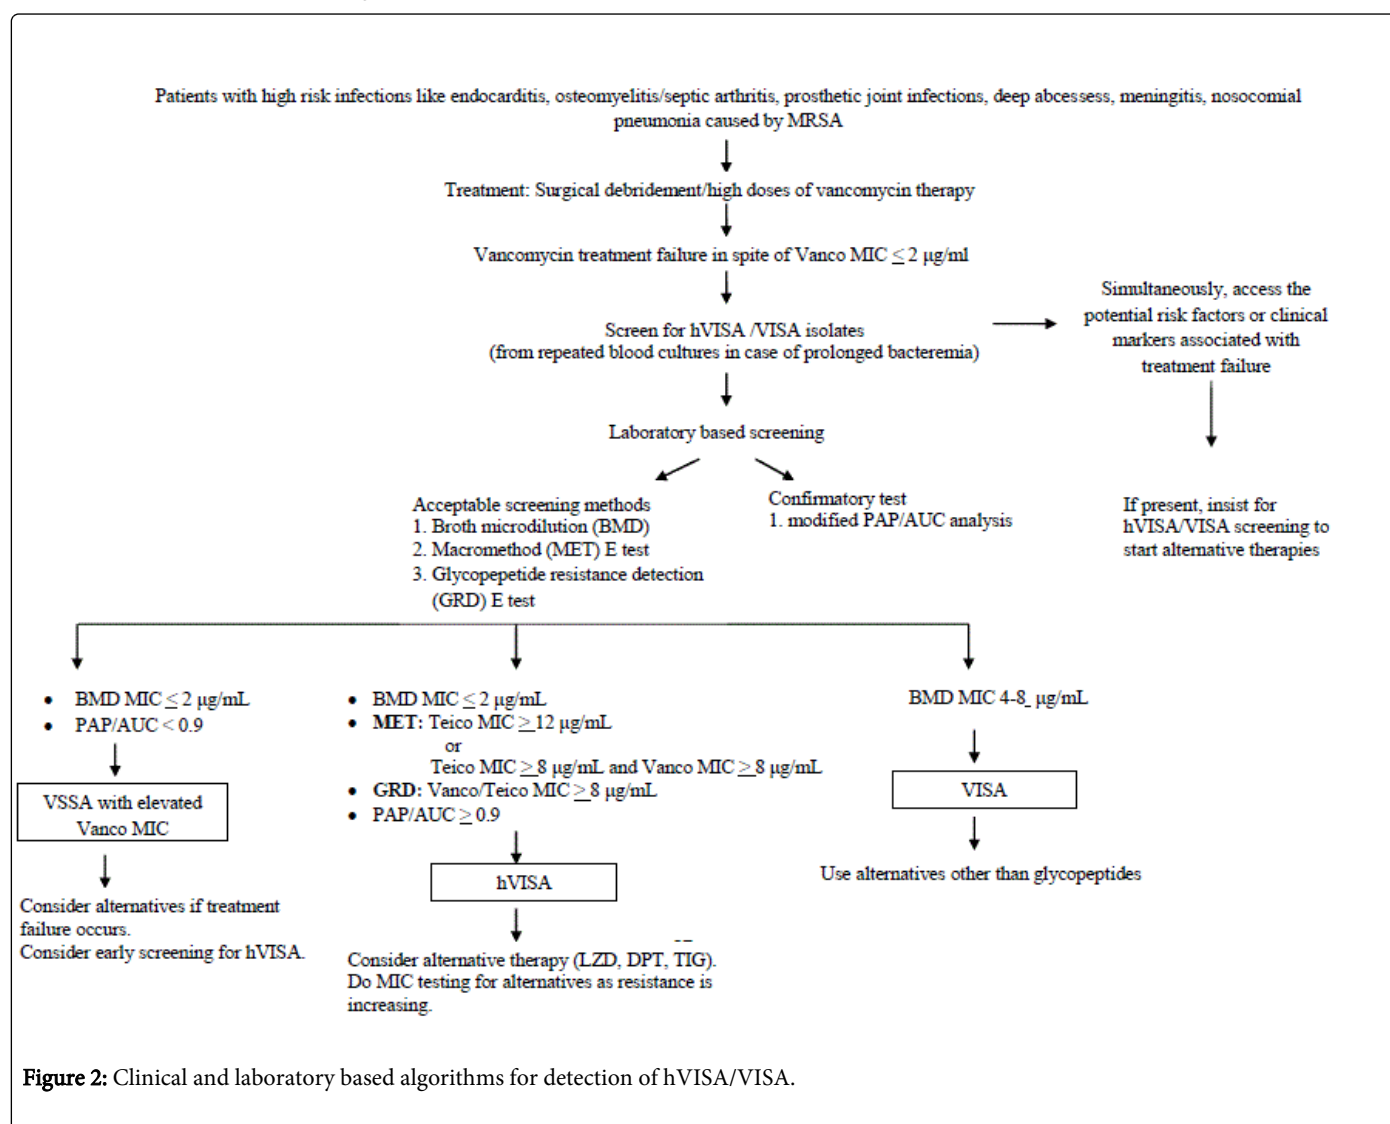 Patients with high risk infections like endocarditis, osteomyelitis/septic arthritis, prosthetic joint infections, deep abcessess, meningitis, nosocomial
pneumonia caused by MRSA
Treatment: Surgical debridement/high doses of vancomycin therapy
Vancomycin treatment failure in spite of Vanco MIC ≤ 2 μg/ml
Screen for hVISA /VISA isolates
(from repeated blood cultures in case of prolonged bacteremia)
Simultaneously, access the
potential risk factors or clinical
markers associated with
treatment failure
Laboratory based screening
Acceptable screening methods
1. Broth microdilution (BMD)
2. Macromethod (MET) E test
3. Glycopepetide resistance detection
(GRD) E test
Confirmatory test
1. modified PAP/AUC analysis
If present, insist for
hVISA/VISA screening to
start alternative therapies
• BMD MIC ≤ 2 μg/mL
• PAP/AUC < 0.9
VSSA with elevated
Vanco MIC
Consider alternatives if treatment
failure occurs.
Consider early screening for hVISA.
• BMD MIC ≤ 2 μg/mL
• MET: Teico MIC ≥ 12 μg/mL
or
Teico MIC ≥ 8 μg/mL and Vanco MIC ≥ 8 μg/mL
• GRD: Vanco/Teico MIC ≥ 8 μg/mL
• PAP/AUC ≥ 0.9
hVISA
Consider alternative therapy (LZD, DPT, TIG).
Do MIC testing for alternatives as resistance is
increasing.
BMD MIC 4-8_ μg/mL
VISA
Use alternatives other than glycopeptides
Figure 2: Clinical and laboratory based algorithms for detection of hVISA/VISA.